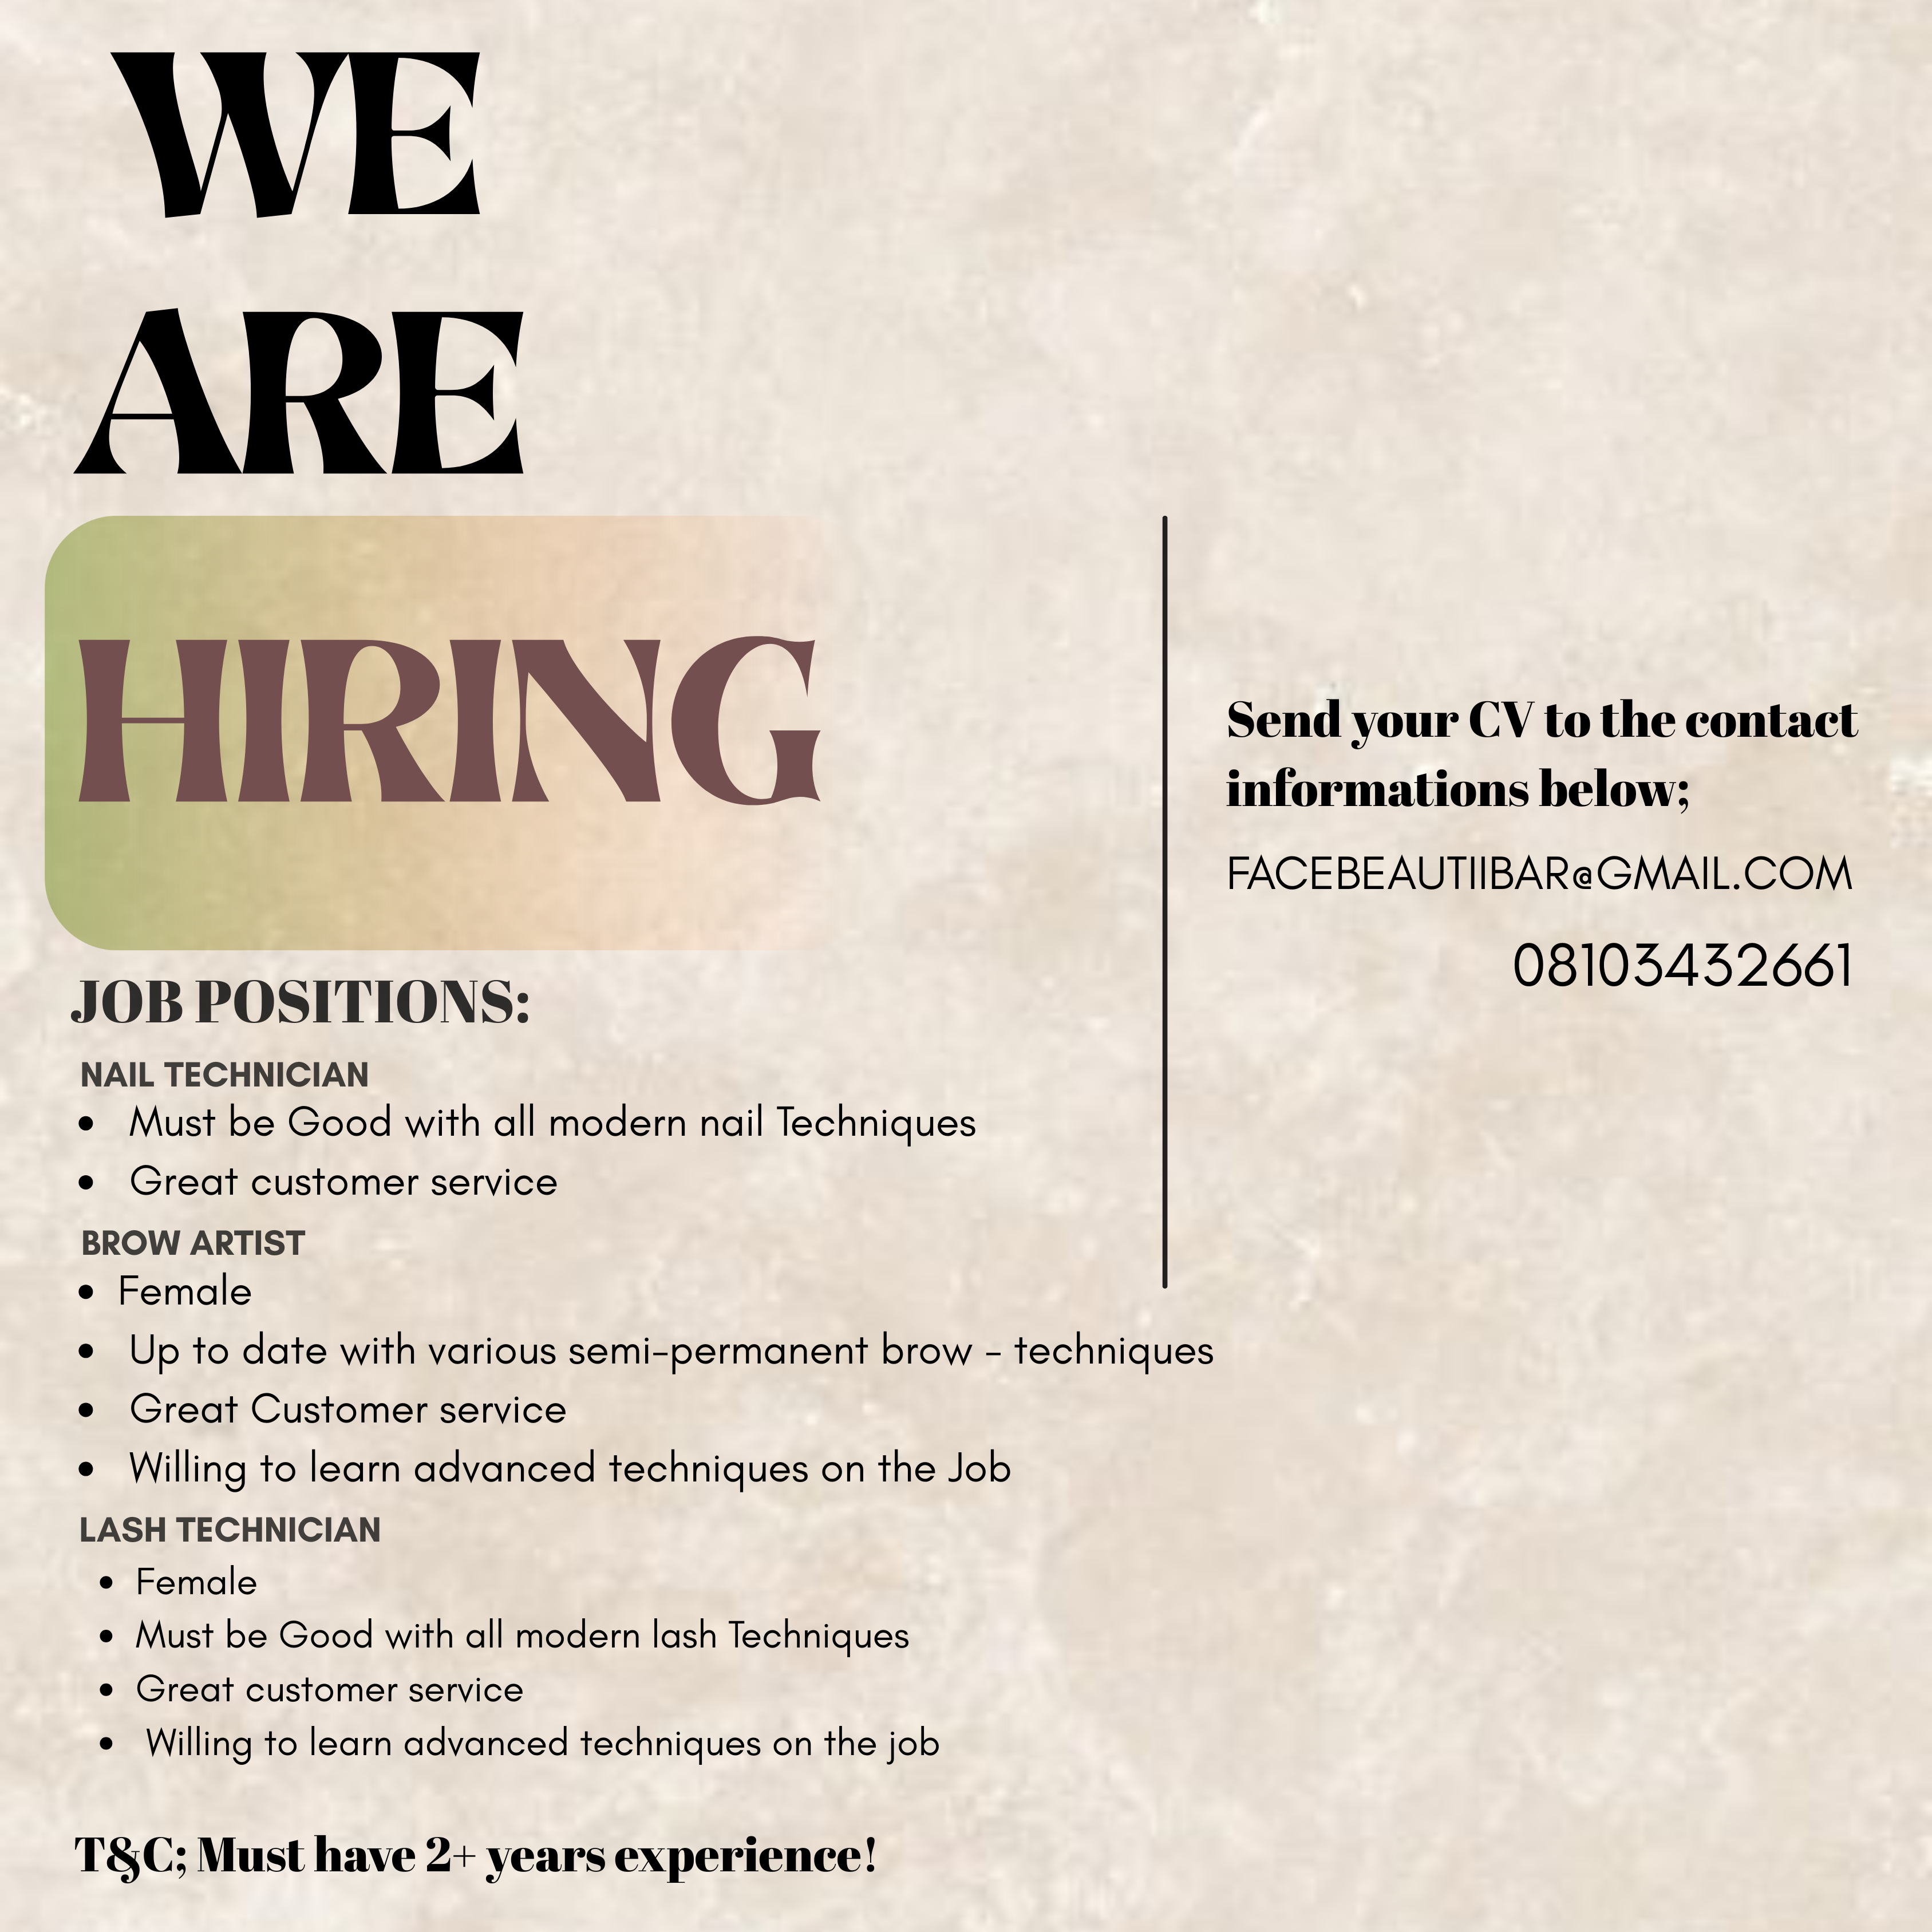 WE
ARE
HIRING
JOB POSITIONS:
NAIL TECHNICIAN
• Must be Good with all modern nail Techniques
• Great customer service
BROW ARTIST
• Female
• Up to date with various semi-permanent brow - techniques
• Great Customer service
• Willing to learn advanced techniques on the Job
LASH TECHNICIAN
• Female
• Must be Good with all modern lash Techniques
• Great customer service
• Willing to learn advanced techniques on the job
T&C; Must have 2+ years experience!
Send your CV to the contact
informations below;
FACEBEAUTIIBAR@GMAIL.COM
08103432661